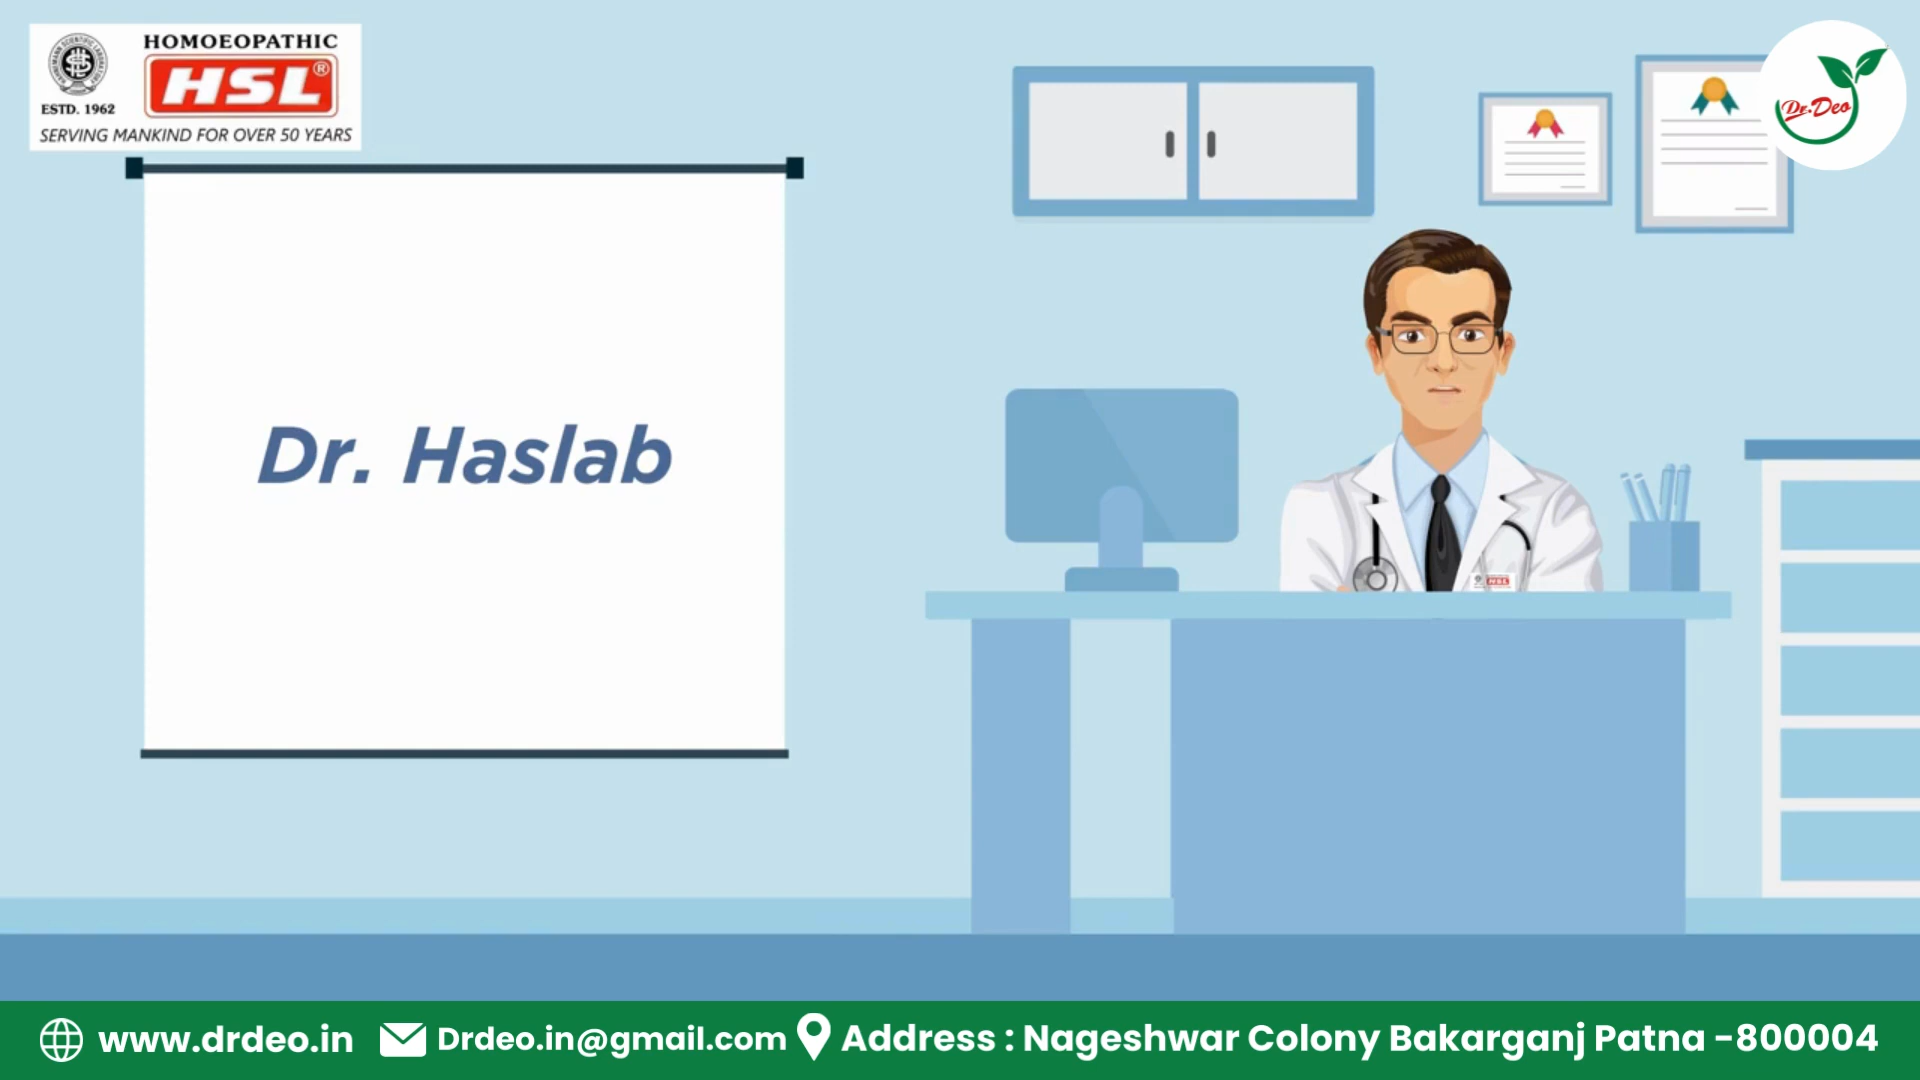 HOMOEOPATHIC
HSL®
ESTD. 1962
SERVING MANKIND FOR OVER 50 YEARS
Dr. Deo
Dr. Haslab
HSL
www.drdeo.in Drdeo.in@gmail.com Address : Nageshwar Colony Bakarganj Patna -800004